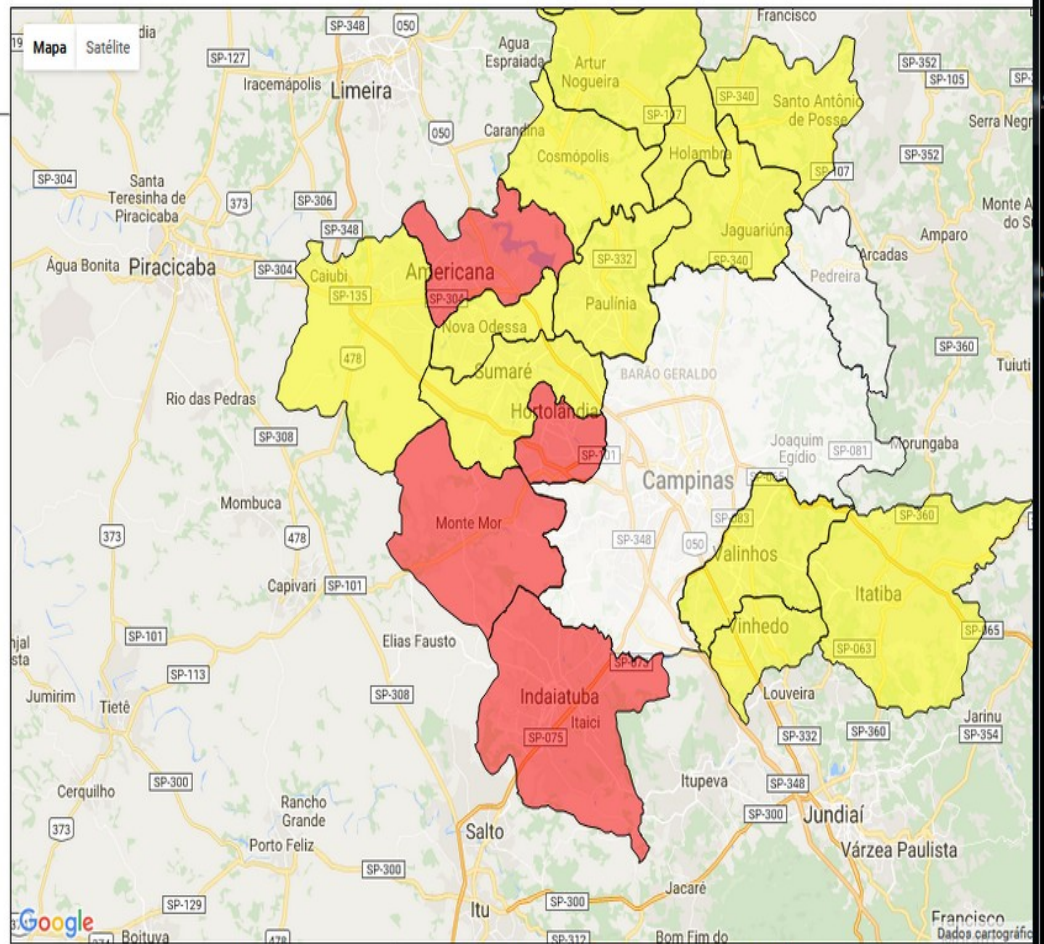 Mapa
Satélite
SP-348
050
Francisco
SP-127
Agua
Espraiada
Artur
Nogueira
SP-352
SP-105
Iracemápolis
Limeira
SP-340
Santo Antônio
de Posse
050
Carandina
Serra Negr
Cosmópolis
Holambra
SP-352
SP-304
Santa
Teresinha de
Piracicaba
373
SP-306
SP-107
SP-348
Monte A
do Su
Jaguariúna
Amparo
Água Bonita
Piracicaba
SP-304
Caiubi
Americana
SP-332
SP-340
Arcadas
Pedreira
SP-135
SP-304
Paulínia
Nova Odessa
SP-360
478
Sumaré
BARÃO GERALDO
Tuiuti
Rio das Pedras
Hortolândia
SP-308
SP-101
Joaquim
Egídio
SP-081
Morungaba
Campinas
Mombuca
Monte Mor
SP-083
SP-360
373
478
SP-348
050
Valinhos
Capivari
SP-101
Itatiba
SP-101
Elias Fausto
Vinhedo
SP-065
SP-063
SP-113
SP-073
Jumirim
Tietê
SP-308
Indaiatuba
Itaici
Louveira
SP-075
SP-332
SP-360
Jarinu
SP-354
SP-300
Itupeva
SP-348
Cerquilho
Rancho
Grande
SP-300
Jundiaí
373
Porto Feliz
Salto
Várzea Paulista
SP-300
Jacaré
SP-129
Itu
SP-300
Google
Francisco
Boituva
478
SP-312
Bom Fim do
Dados cartográfic